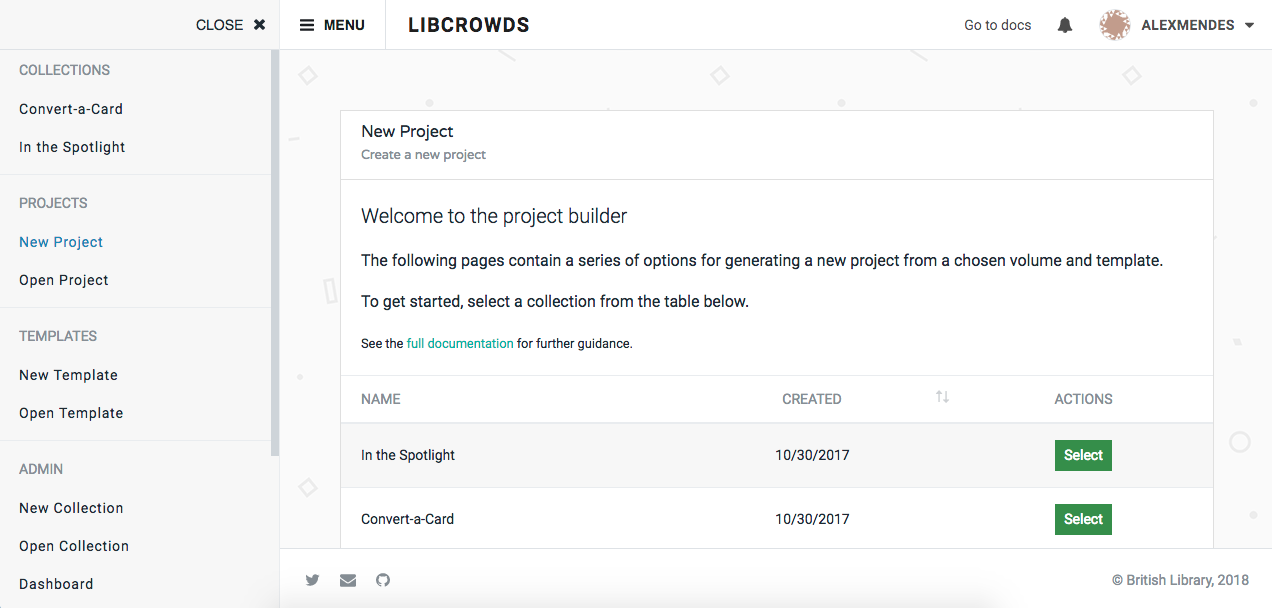 CLOSE
MENU
LIBCROWDS
Go to docs
ALEXMENDES
COLLECTIONS
Convert-a-Card
In the Spotlight
PROJECTS
New Project
Open Project
TEMPLATES
New Template
Open Template
ADMIN
New Collection
Open Collection
Dashboard
New Project
Create a new project
Welcome to the project builder
The following pages contain a series of options for generating a new project from a chosen volume and template.
To get started, select a collection from the table below.
See the full documentation for further guidance.
NAME CREATED ACTIONS
In the Spotlight 10/30/2017 Select
Convert-a-Card 10/30/2017 Select
© British Library, 2018